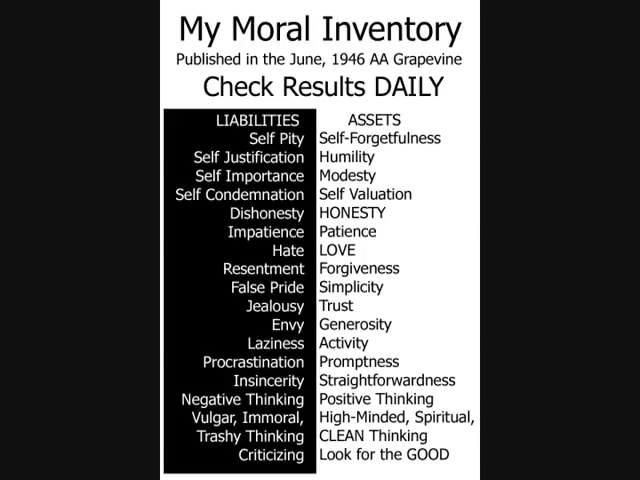 My Moral Inventory
Published in the June, 1946 AA Grapevine
Check Results DAILY
LIABILITIES ASSETS
Self Pity Self-Forgetfulness
Self Justification Humility
Self Importance Modesty
Self Condemnation Self Valuation
Dishonesty HONESTY
Impatience Patience
Hate LOVE
Resentment Forgiveness
False Pride Simplicity
Jealousy Trust
Envy Generosity
Laziness Activity
Procrastination Promptness
Insincerity Straightforwardness
Negative Thinking Positive Thinking
Vulgar, Immoral, High-Minded, Spiritual,
Trashy Thinking CLEAN Thinking
Criticizing Look for the GOOD